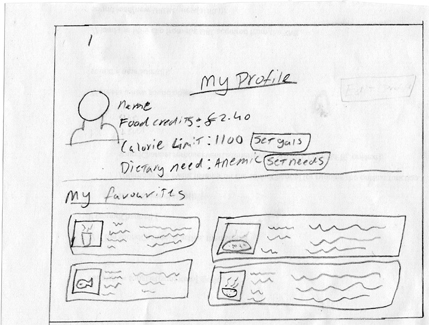 My Profile
Name
Food credits: £2.40
Calorie Limit: 1100 Set goals
Dietary need: Anemic Set needs
My favourites